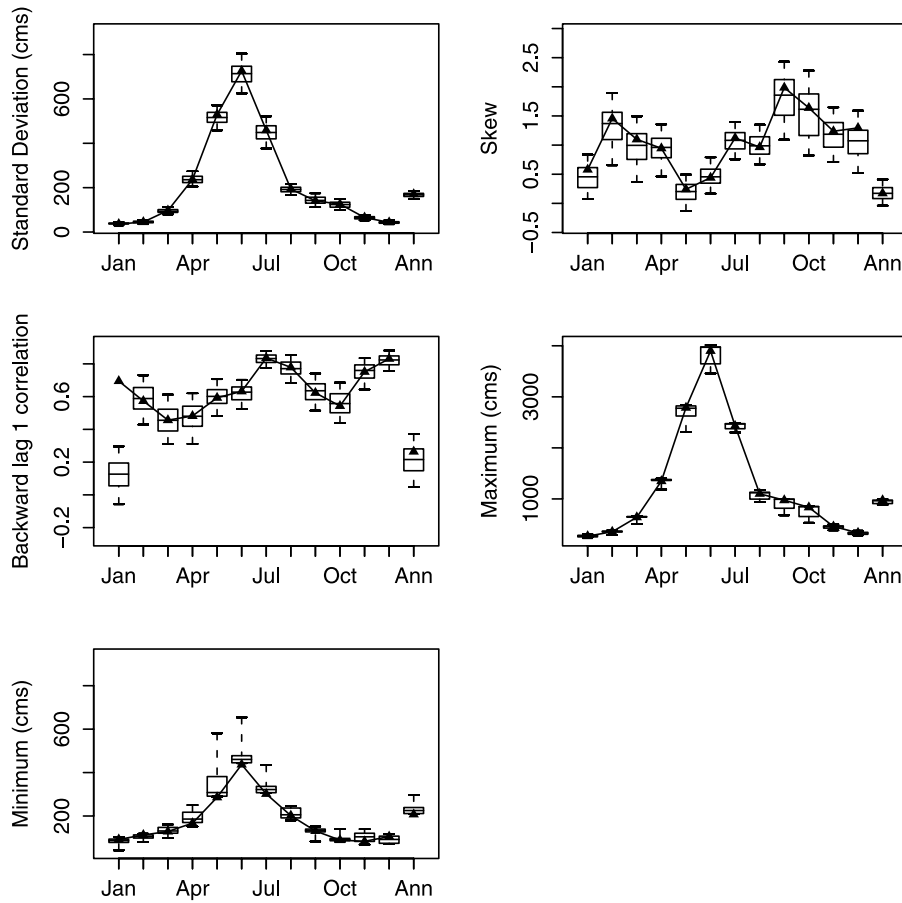 Standard Deviation (cms)
600
200
0
Jan Apr Jul Oct Ann
Skew
2.5
1.5
0.5
-0.5
Jan Apr Jul Oct Ann
Backward lag 1 correlation
0.6
0.2
-0.2
Jan Apr Jul Oct Ann
Maximum (cms)
3000
1000
Jan Apr Jul Oct Ann
Minimum (cms)
600
200
Jan Apr Jul Oct Ann